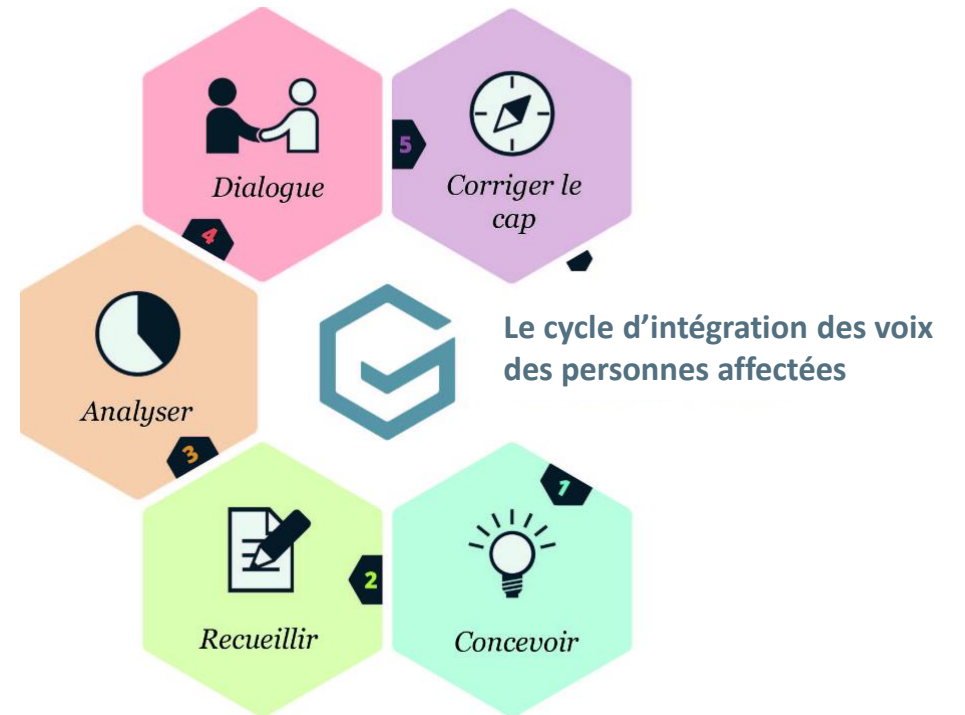 Dialogue
4
5
Corriger le
cap
Analyser
3
Le cycle d’intégration des voix
des personnes affectées
Recueillir
2
1
Concevoir